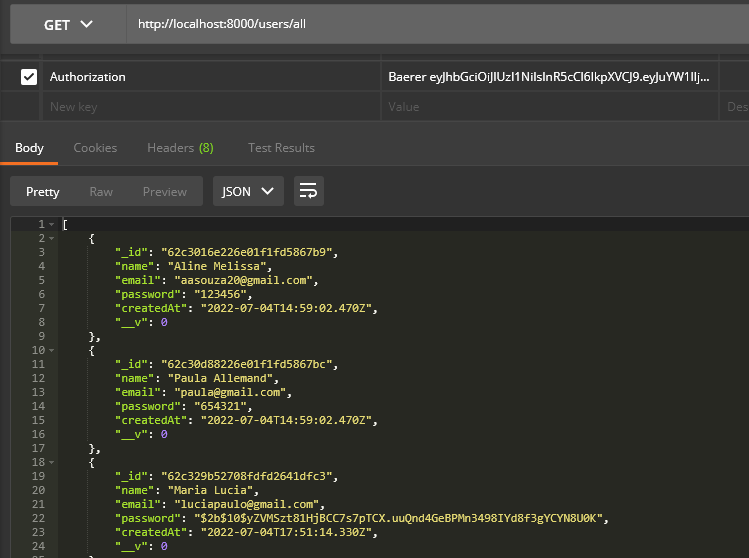 GET http://localhost:8000/users/all
Authorization Baerer eyJhbGciOiJIUzI1NiIsInR5cCI6IkpXVCJ9.eyJuYW1lIj...
New key Value Des
Body Cookies Headers (8) Test Results
Pretty Raw Preview JSON
1 [
2 {
3 "_id": "62c3016e226e01f1fd5867b9",
4 "name": "Aline Melissa",
5 "email": "aasouza20@gmail.com",
6 "password": "123456",
7 "createdAt": "2022-07-04T14:59:02.470Z",
8 "__v": 0
9 },
10 {
11 "_id": "62c30d88226e01f1fd5867bc",
12 "name": "Paula Allemand",
13 "email": "paula@gmail.com",
14 "password": "654321",
15 "createdAt": "2022-07-04T14:59:02.470Z",
16 "__v": 0
17 },
18 {
19 "_id": "62c329b52708fdfd2641dfc3",
20 "name": "Maria Lucia",
21 "email": "luciapaulo@gmail.com",
22 "password": "$2b$10$yZVMSzt81HjBCC7s7pTCX.uuQnd4GeBPMn3498IYd8f3gYCYN8U0K",
23 "createdAt": "2022-07-04T17:51:14.330Z",
24 "__v": 0